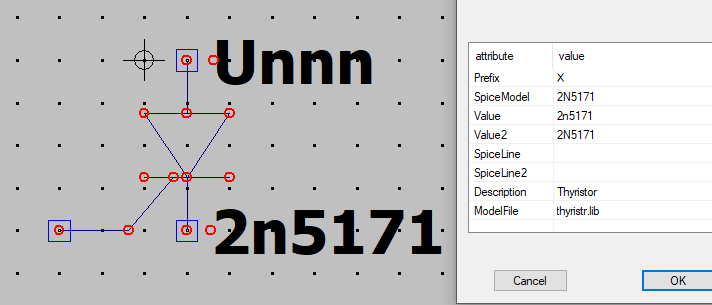 Unnn
2n5171
attribute value
Prefix X
SpiceModel 2N5171
Value 2n5171
Value2 2N5171
SpiceLine
SpiceLine2
Description Thyristor
ModelFile thyristr.lib
Cancel OK